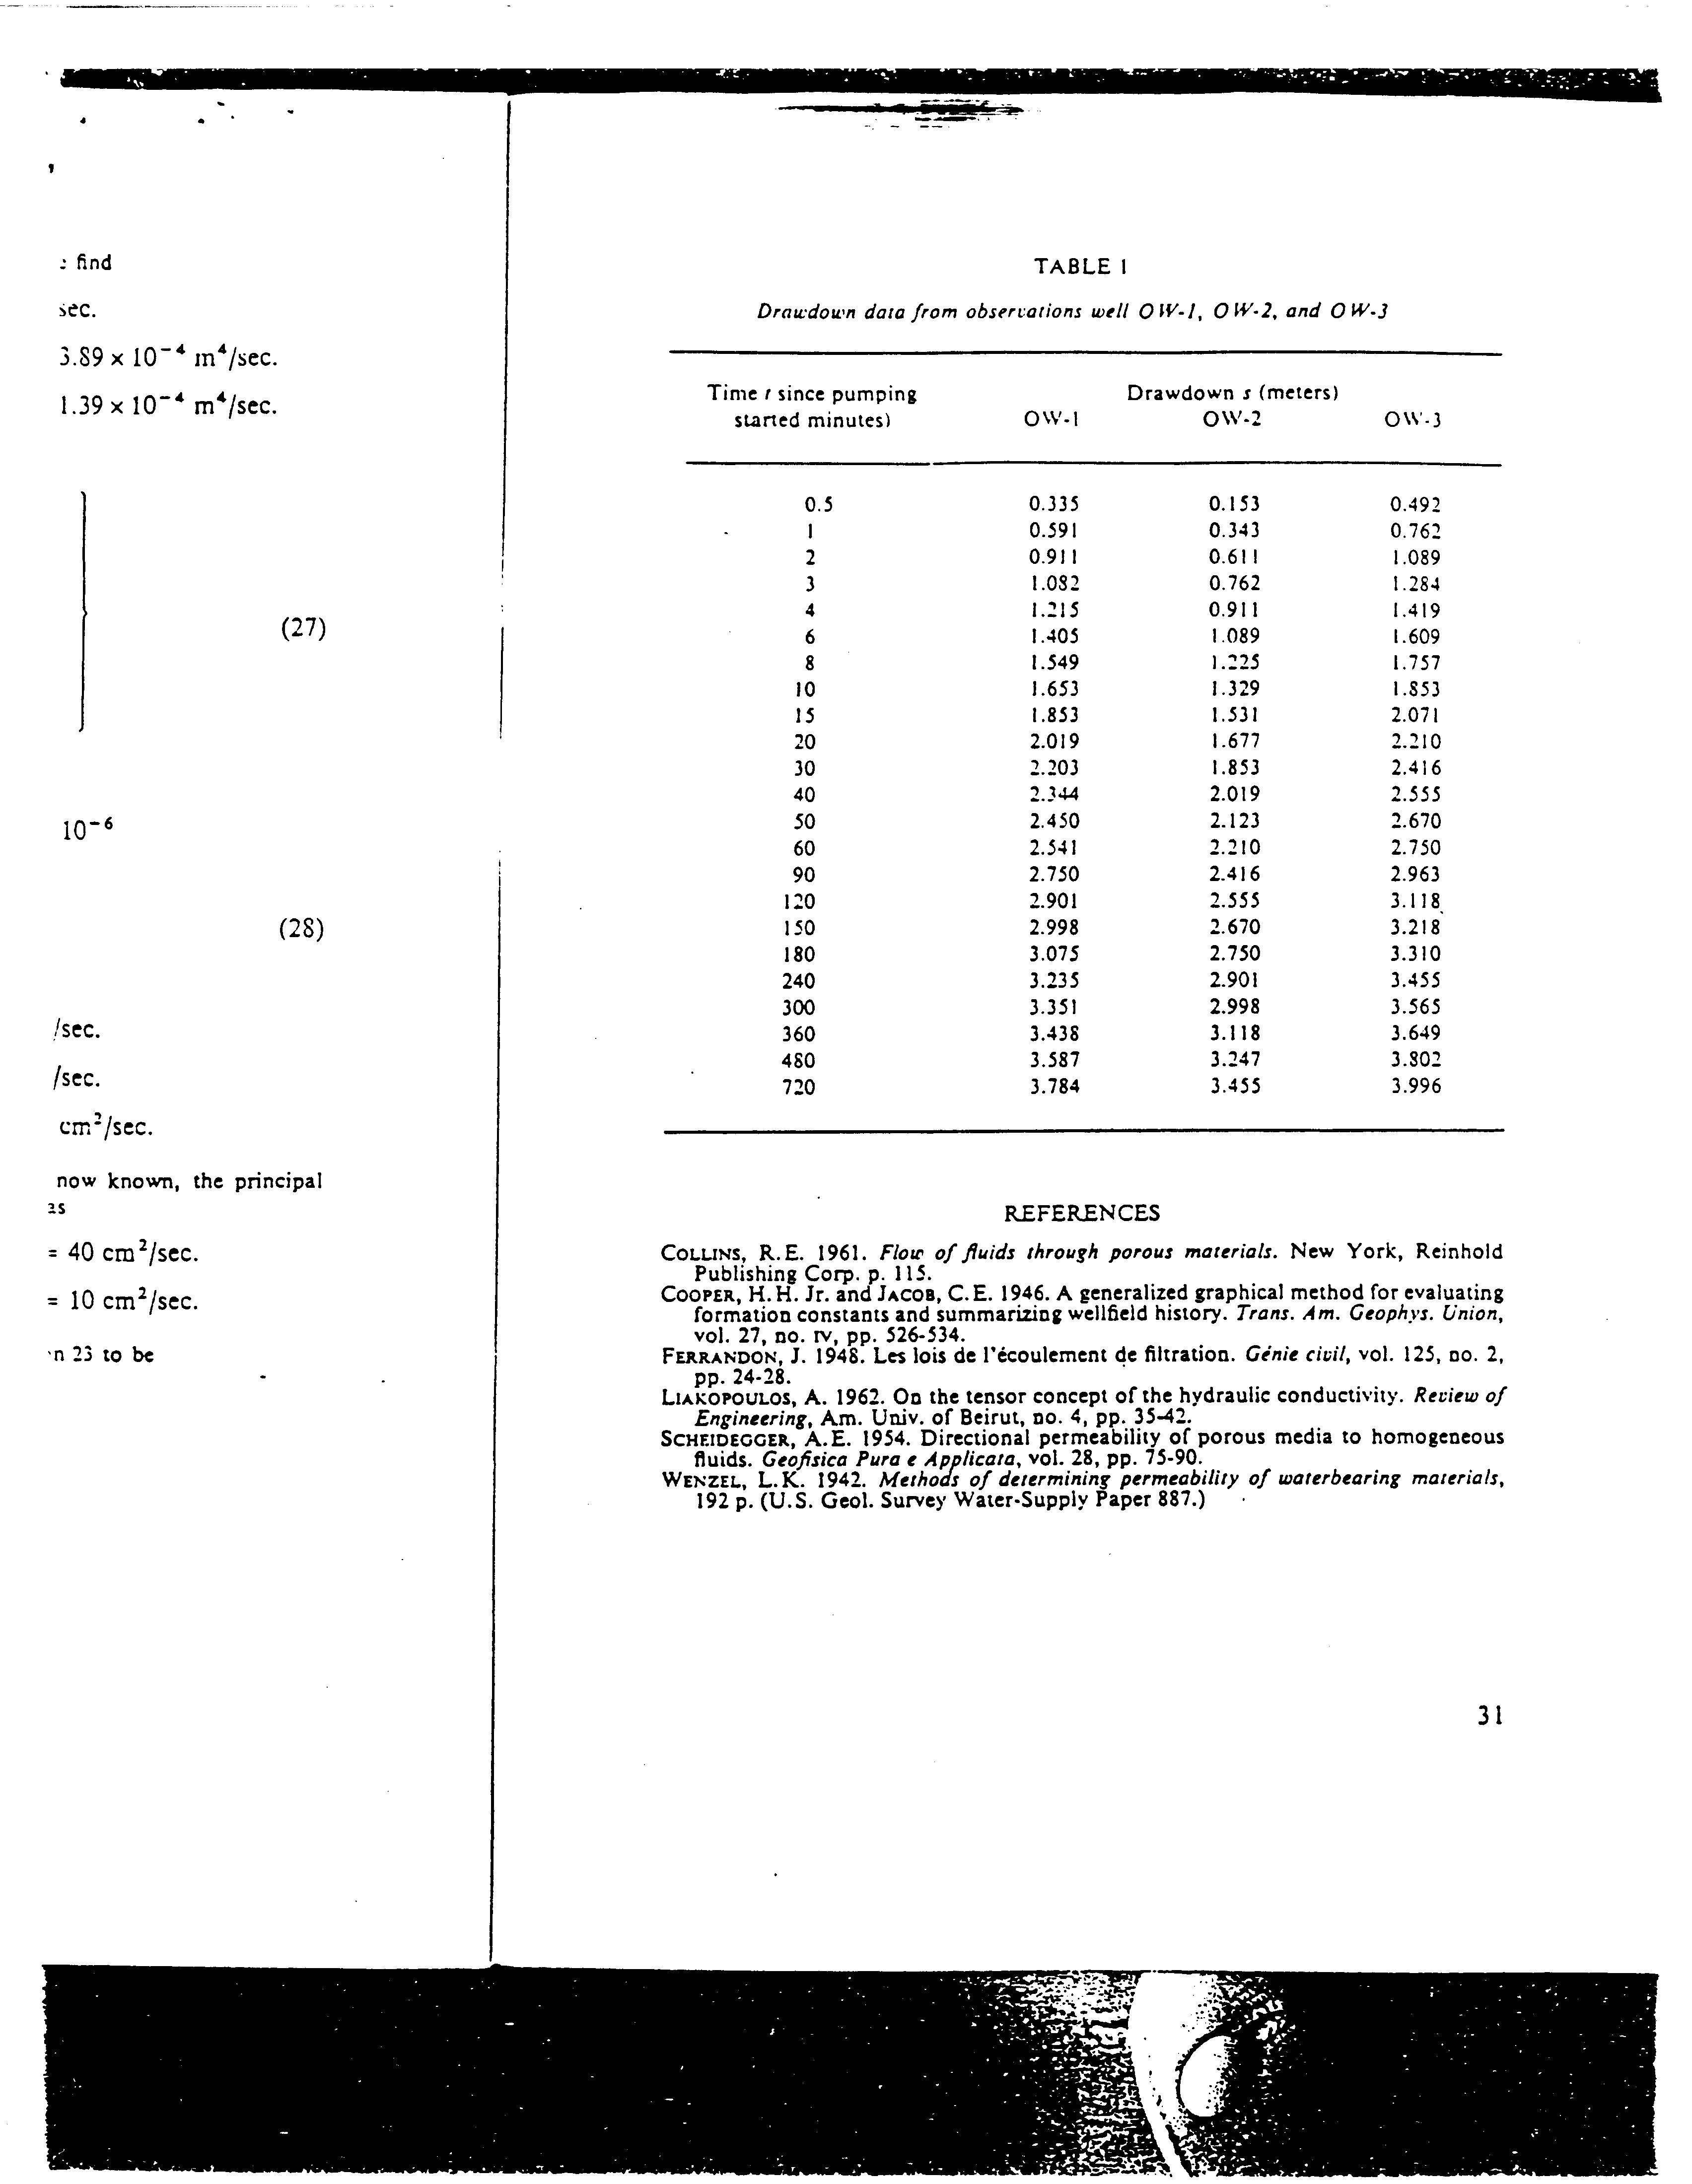 find
sec.
3.89 × 10⁻⁴ m⁴/sec.
1.39 × 10⁻⁴ m⁴/sec.
(27)
10⁻⁶
(28)
/sec.
/sec.
cm²/sec.
now known, the principal
as
= 40 cm²/sec.
= 10 cm²/sec.
n 23 to be
TABLE 1
Drawdown data from observations well OW-1, OW-2, and OW-3
Time t since pumping Drawdown s (meters)
started minutes) OW-1 OW-2 OW-3
0.5 0.335 0.153 0.492
1 0.591 0.343 0.762
2 0.911 0.611 1.089
3 1.082 0.762 1.284
4 1.215 0.911 1.419
6 1.405 1.089 1.609
8 1.549 1.225 1.757
10 1.653 1.329 1.853
15 1.853 1.531 2.071
20 2.019 1.677 2.210
30 2.203 1.853 2.416
40 2.344 2.019 2.555
50 2.450 2.123 2.670
60 2.541 2.210 2.750
90 2.750 2.416 2.963
120 2.901 2.555 3.118
150 2.998 2.670 3.218
180 3.075 2.750 3.310
240 3.235 2.901 3.455
300 3.351 2.998 3.565
360 3.438 3.118 3.649
480 3.587 3.247 3.802
720 3.784 3.455 3.996
REFERENCES
COLLINS, R.E. 1961. Flow of fluids through porous materials. New York, Reinhold
Publishing Corp. p. 115.
COOPER, H.H. Jr. and JACOB, C.E. 1946. A generalized graphical method for evaluating
formation constants and summarizing wellfield history. Trans. Am. Geophys. Union,
vol. 27, no. IV, pp. 526-534.
FERRANDON, J. 1948. Les lois de l'écoulement de filtration. Génie civil, vol. 125, no. 2,
pp. 24-28.
LIAKOPOULOS, A. 1962. On the tensor concept of the hydraulic conductivity. Review of
Engineering, Am. Univ. of Beirut, no. 4, pp. 35-42.
SCHEIDEGGER, A.E. 1954. Directional permeability of porous media to homogeneous
fluids. Geofisica Pura e Applicata, vol. 28, pp. 75-90.
WENZEL, L.K. 1942. Methods of determining permeability of waterbearing materials,
192 p. (U.S. Geol. Survey Water-Supply Paper 887.)
31